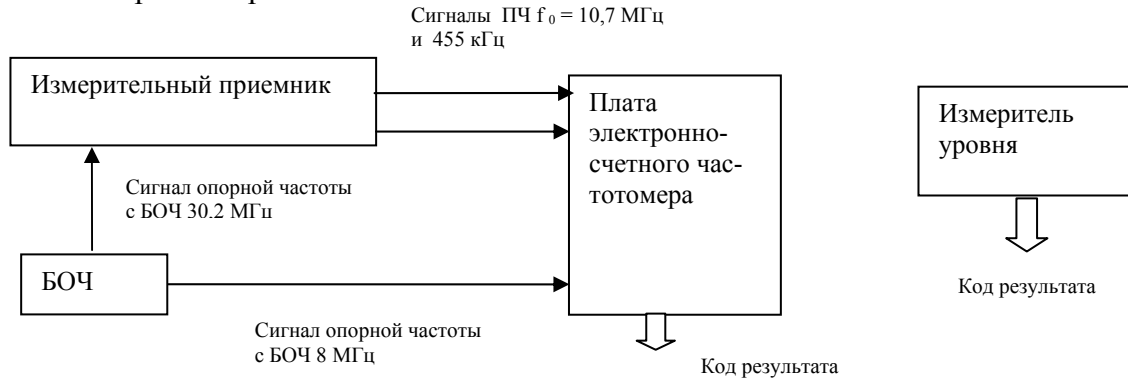 Сигналы ПЧ f 0 = 10,7 МГц
и 455 кГц
Измерительный приемник
Плата
электронно-
счетного час-
тотомера
Измеритель
уровня
Сигнал опорной частоты
с БОЧ 30.2 МГц
БОЧ
Код результата
Сигнал опорной частоты
с БОЧ 8 МГц
Код результата